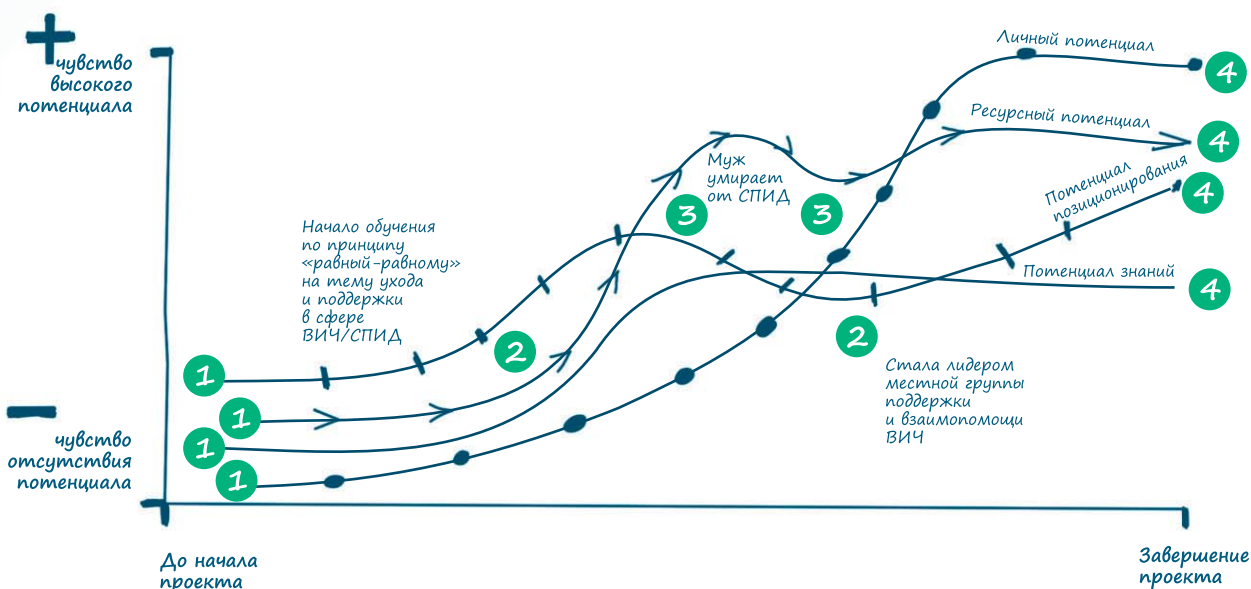 +
чувство
высокого
потенциала
Личный потенциал
4
Ресурсный потенциал
4
Муж
умирает
от СПИД
Потенциал
позиционирования
4
3
3
Начало обучения
по принципу
«равный-равному»
на тему ухода
и поддержки
в сфере
ВИЧ/СПИД
Потенциал знаний
4
2
2
1
Стала лидером
местной группы
поддержки
и взаимопомощи
ВИЧ
1
–
чувство
отсутствия
потенциала
1
1
До начала
проекта
Завершение
проекта